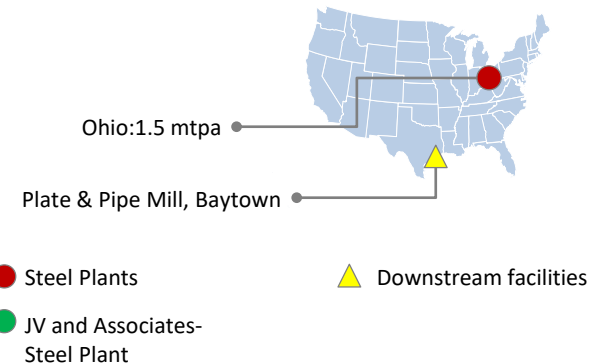 Ohio:1.5 mtpa
Plate & Pipe Mill, Baytown
Steel Plants
Downstream facilities
JV and Associates-
Steel Plant